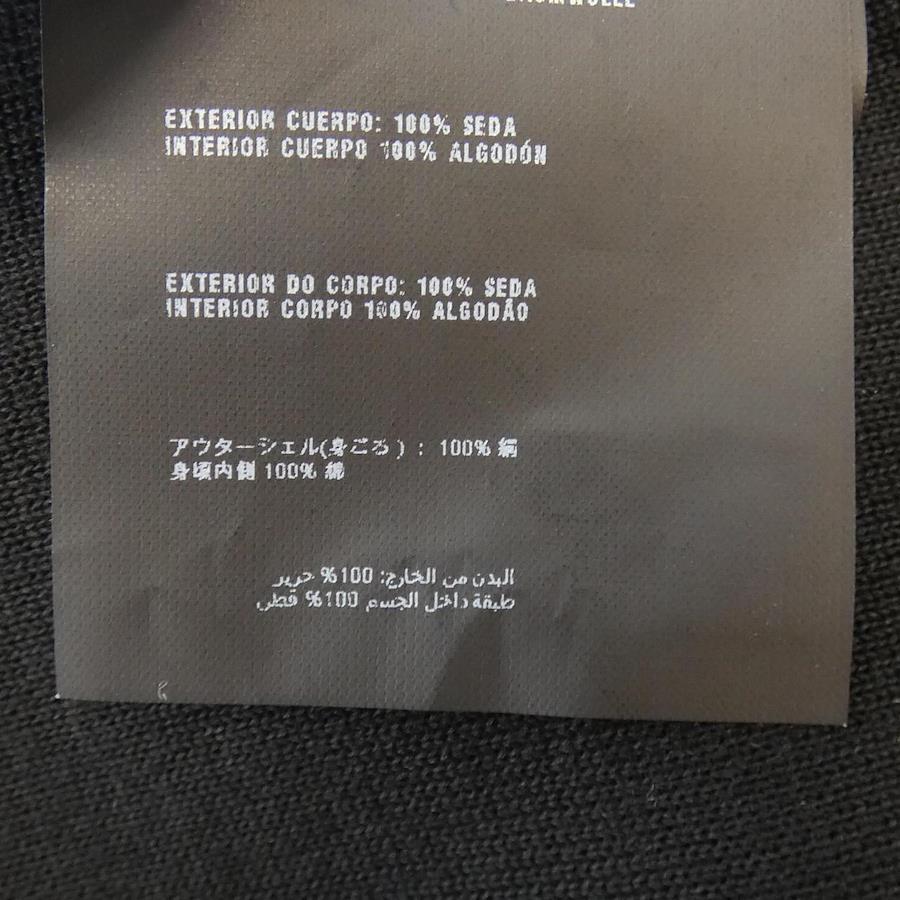 EXTERIOR CUERPO: 100% SEDA
INTERIOR CUERPO 100% ALGODÓN
EXTERIOR DO CORPO: 100% SEDA
INTERIOR CORPO 100% ALGODÃO
アウターシェル(身ごろ) : 100% 絹
身頃内側 100% 綿
البدن من الخارج: 100% حرير
طبقة داخل الجسم 100% قطن